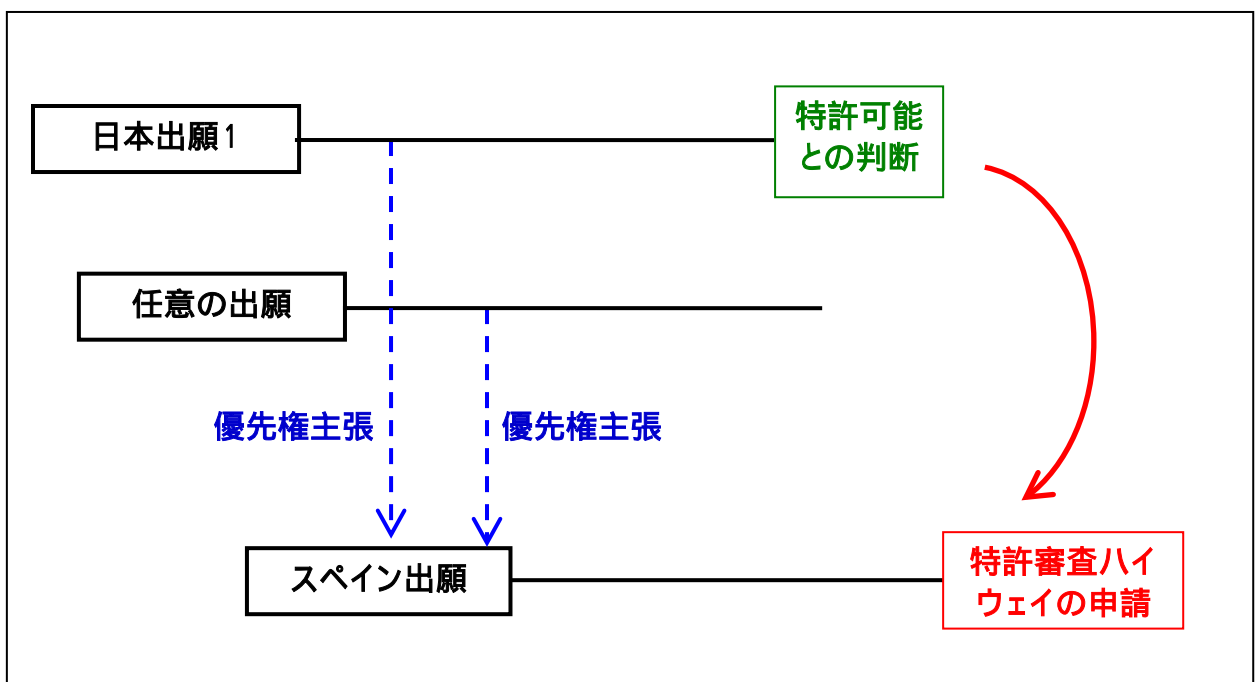 日本出願1
特許可能
との判断
任意の出願
優先権主張
優先権主張
スペイン出願
特許審査ハイ
ウェイの申請